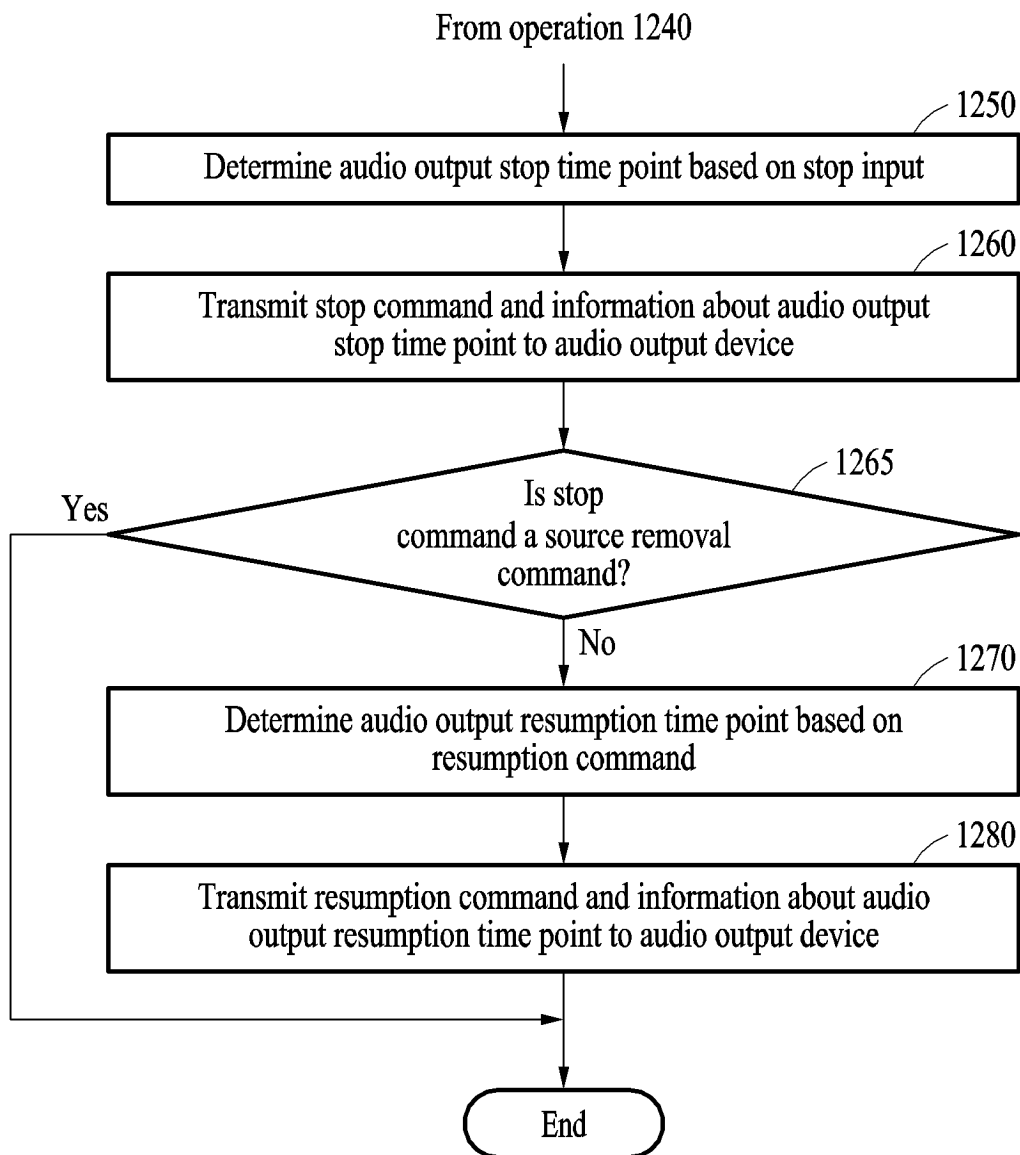 From operation 1240
1250
Determine audio output stop time point based on stop input
1260
Transmit stop command and information about audio output
stop time point to audio output device
1265
Yes
Is stop
command a source removal
command?
No
1270
Determine audio output resumption time point based on
resumption command
1280
Transmit resumption command and information about audio
output resumption time point to audio output device
End